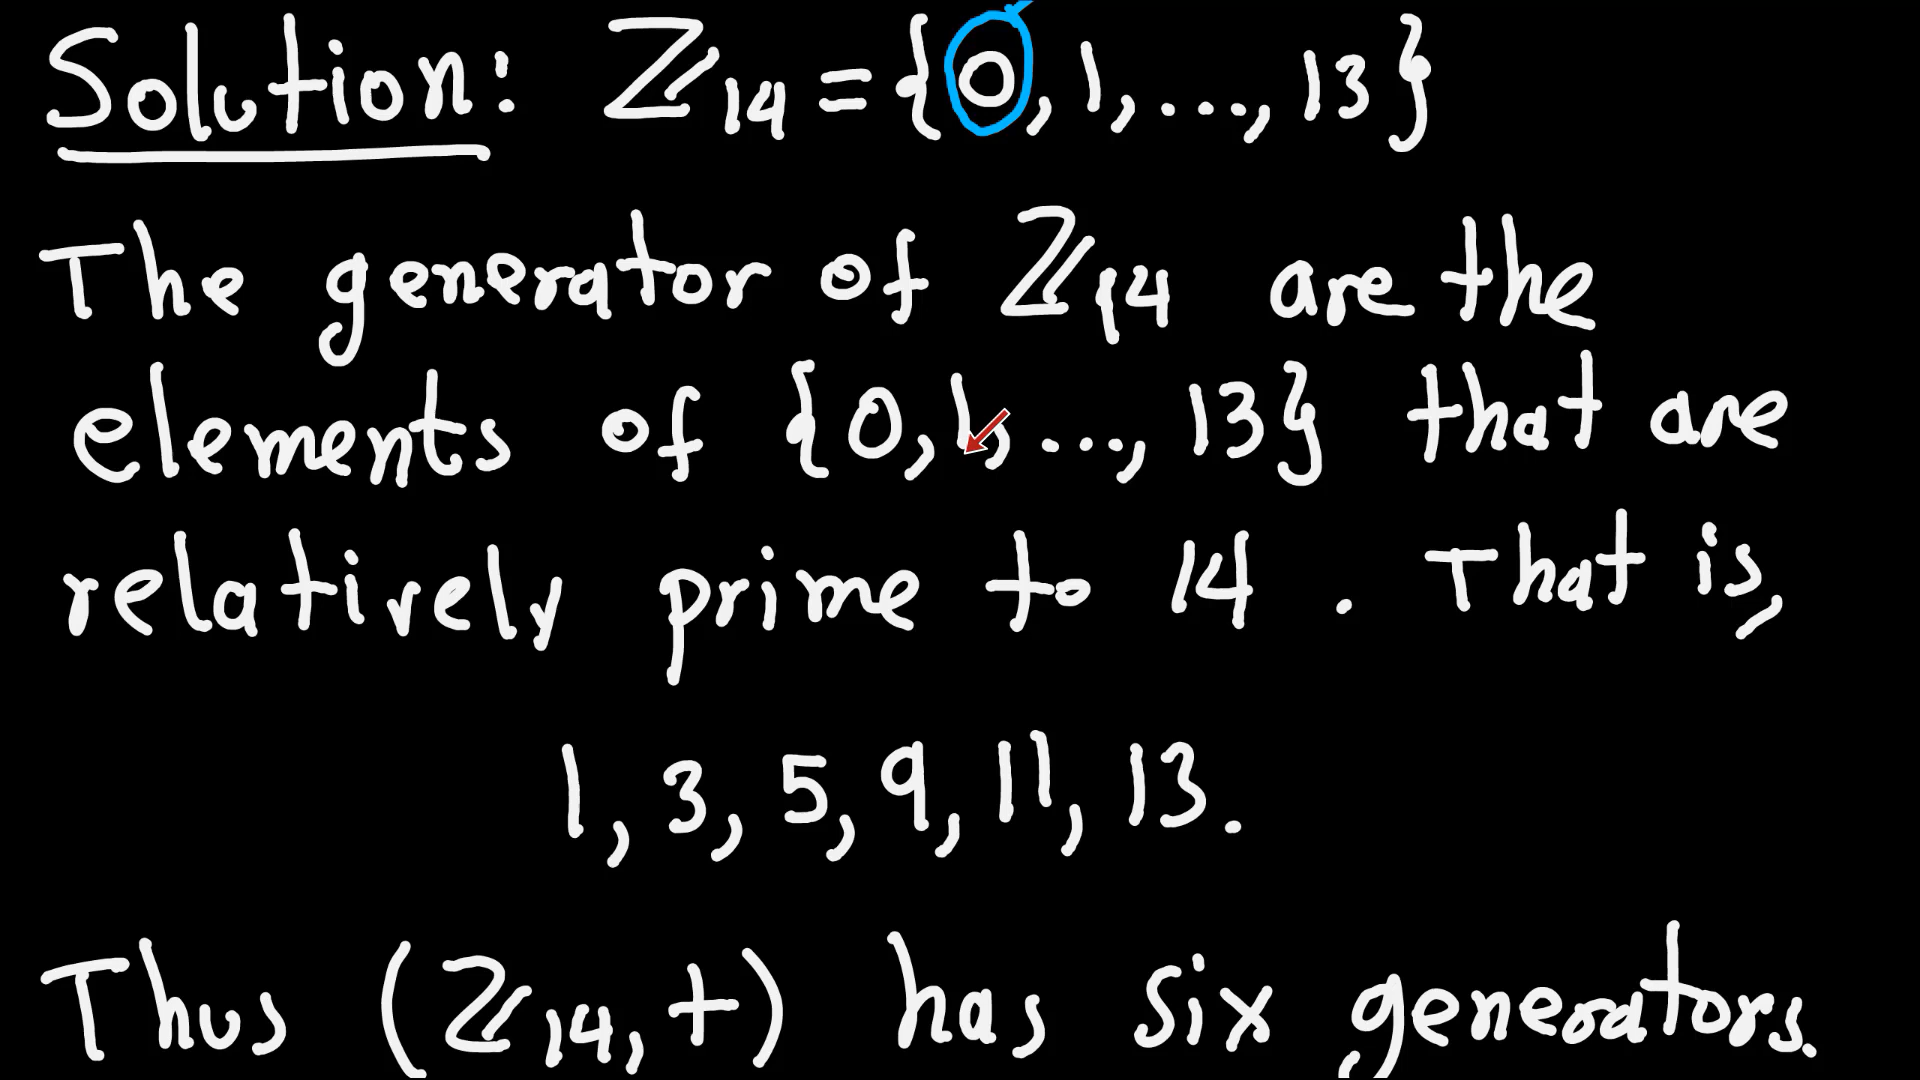 Solution: ℤ₁₄ = {0, 1, ..., 13}
The generator of ℤ₁₄ are the
elements of {0, 1, ..., 13} that are
relatively prime to 14. That is,
1, 3, 5, 9, 11, 13.
Thus (ℤ₁₄, +) has six generators.